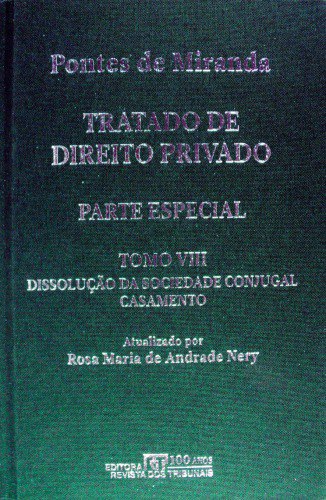 Pontes de Miranda
TRATADO DE
DIREITO PRIVADO
PARTE ESPECIAL
TOMO VIII
DISSOLUÇÃO DA SOCIEDADE CONJUGAL
CASAMENTO
Atualizado por
Rosa Maria de Andrade Nery
EDITORA RT 100 ANOS
REVISTA DOS TRIBUNAIS